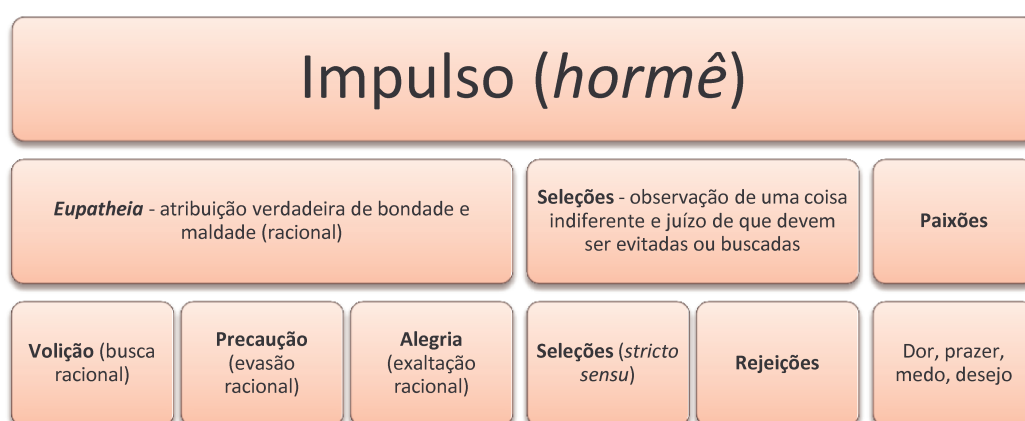 Impulso (hormê)
Eupatheia - atribuição verdadeira de bondade e
maldade (racional)
Seleções - observação de uma coisa
indiferente e juízo de que devem
ser evitadas ou buscadas
Paixões
Volição (busca
racional)
Precaução
(evasão
racional)
Alegria
(exaltação
racional)
Seleções (stricto
sensu)
Rejeições
Dor, prazer,
medo, desejo